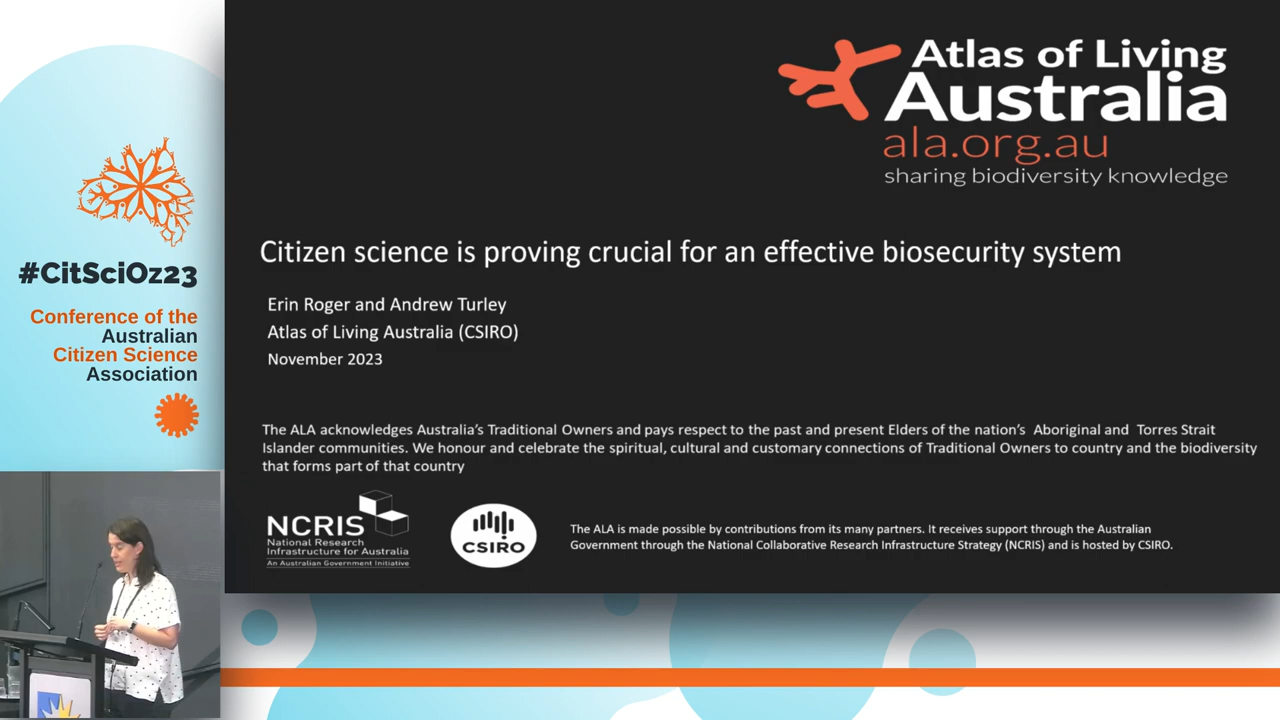 #CitSciOz23
Conference of the
Australian
Citizen Science
Association
Atlas of Living
Australia
ala.org.au
sharing biodiversity knowledge
Citizen science is proving crucial for an effective biosecurity system
Erin Roger and Andrew Turley
Atlas of Living Australia (CSIRO)
November 2023
The ALA acknowledges Australia's Traditional Owners and pays respect to the past and present Elders of the nation's Aboriginal and Torres Strait
Islander communities. We honour and celebrate the spiritual, cultural and customary connections of Traditional Owners to country and the biodiversity
that forms part of that country
NCRIS
National Research
Infrastructure for Australia
An Australian Government Initiative
CSIRO
The ALA is made possible by contributions from its many partners. It receives support through the Australian
Government through the National Collaborative Research Infrastructure Strategy (NCRIS) and is hosted by CSIRO.